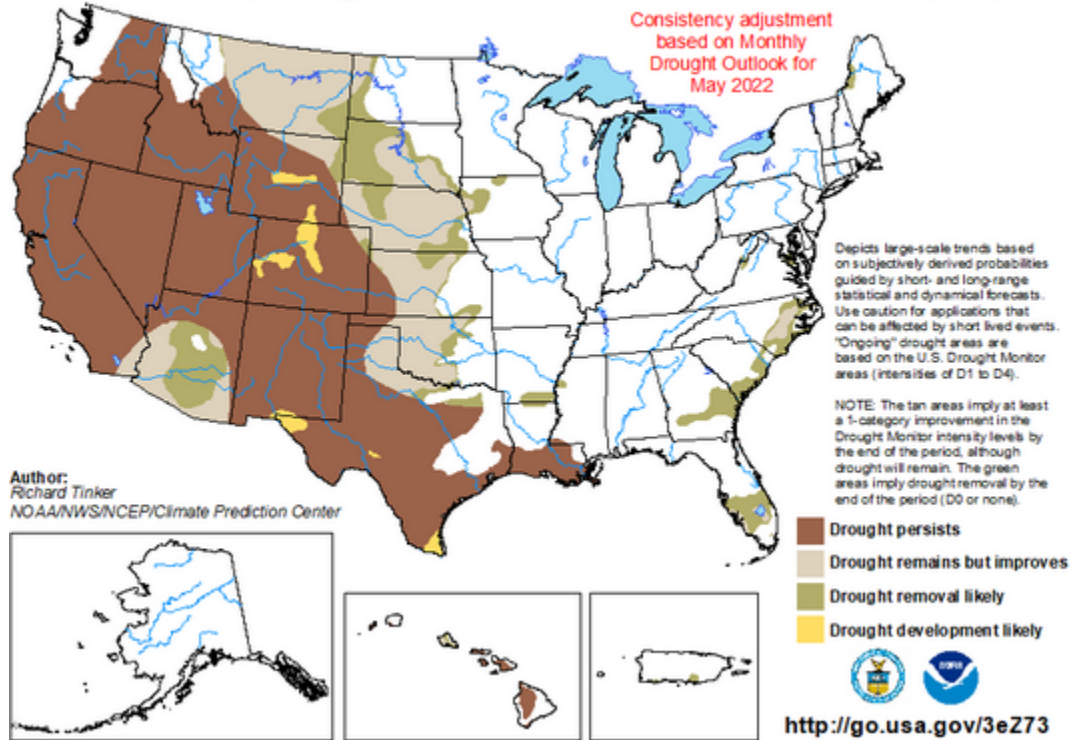 Consistency adjustment
based on Monthly
Drought Outlook for
May 2022
Depicts large-scale trends based
on subjectively derived probabilities
guided by short- and long-range
statistical and dynamical forecasts.
Use caution for applications that
can be affected by short lived events.
"Ongoing" drought areas are
based on the U.S. Drought Monitor
areas (intensities of D1 to D4).
NOTE: The tan areas imply at least
a 1-category improvement in the
Drought Monitor intensity levels by
the end of the period, although
drought will remain. The green
areas imply drought removal by the
end of the period (D0 or none).
Author:
Richard Tinker
NOAA/NWS/NCEP/Climate Prediction Center
Drought persists
Drought remains but improves
Drought removal likely
Drought development likely
http://go.usa.gov/3eZ73